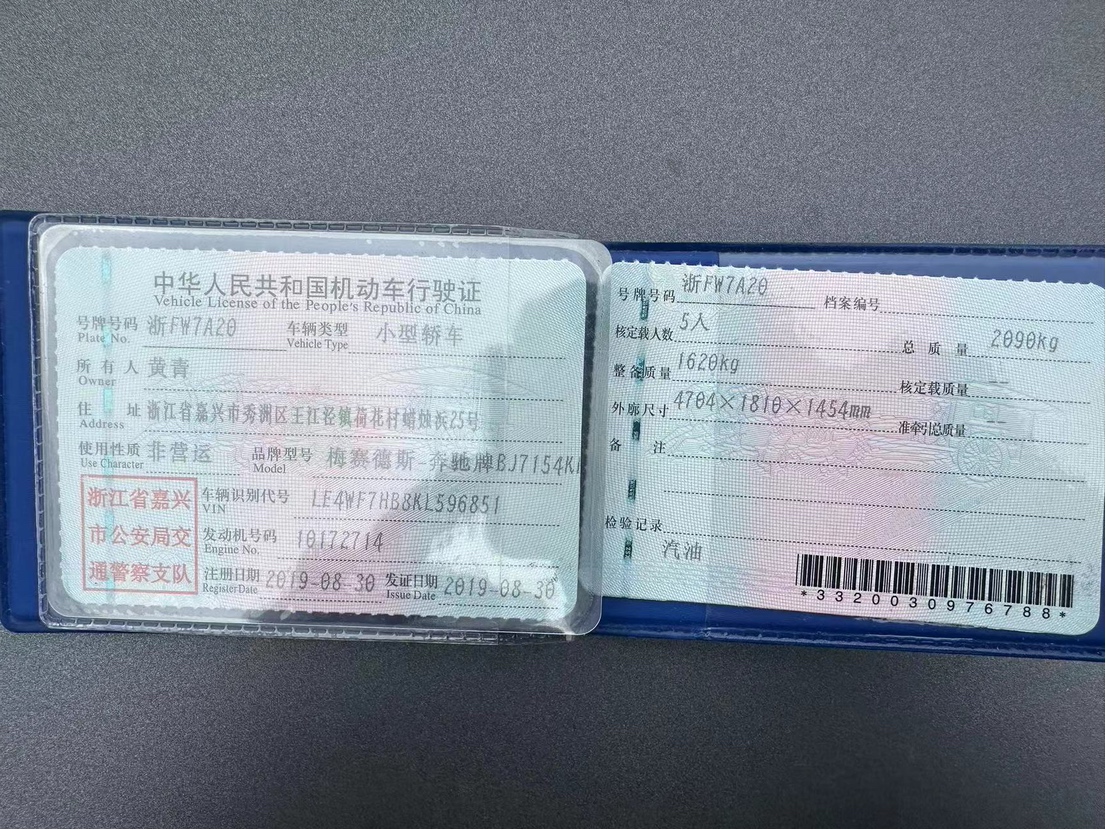 中华人民共和国机动车行驶证
Vehicle License of the People's Republic of China
号牌号码 浙FW7A20 车辆类型 小型轿车
Plate No. Vehicle Type
所有人 黄青
Owner
住址 浙江省嘉兴市秀洲区王江泾镇荷花村蜻蚰浜25号
Address
使用性质 非营运 品牌型号 梅赛德斯-奔驰牌BJ7154K
Use Character Model
浙江省嘉兴
市公安局交
通警察支队
车辆识别代号 LE4WF7HB8KL596851
VIN
发动机号码 10172714
Engine No.
注册日期 2019-08-30 发证日期 2019-08-30
Register Date Issue Date
号牌号码 浙FW7A20 档案编号
核定载人数 5人 总质量 2090kg
整备质量 1620kg 核定载质量 --
外廓尺寸 4704×1810×1454mm 准牵引总质量 --
备注
检验记录
汽油
*3320030976788*